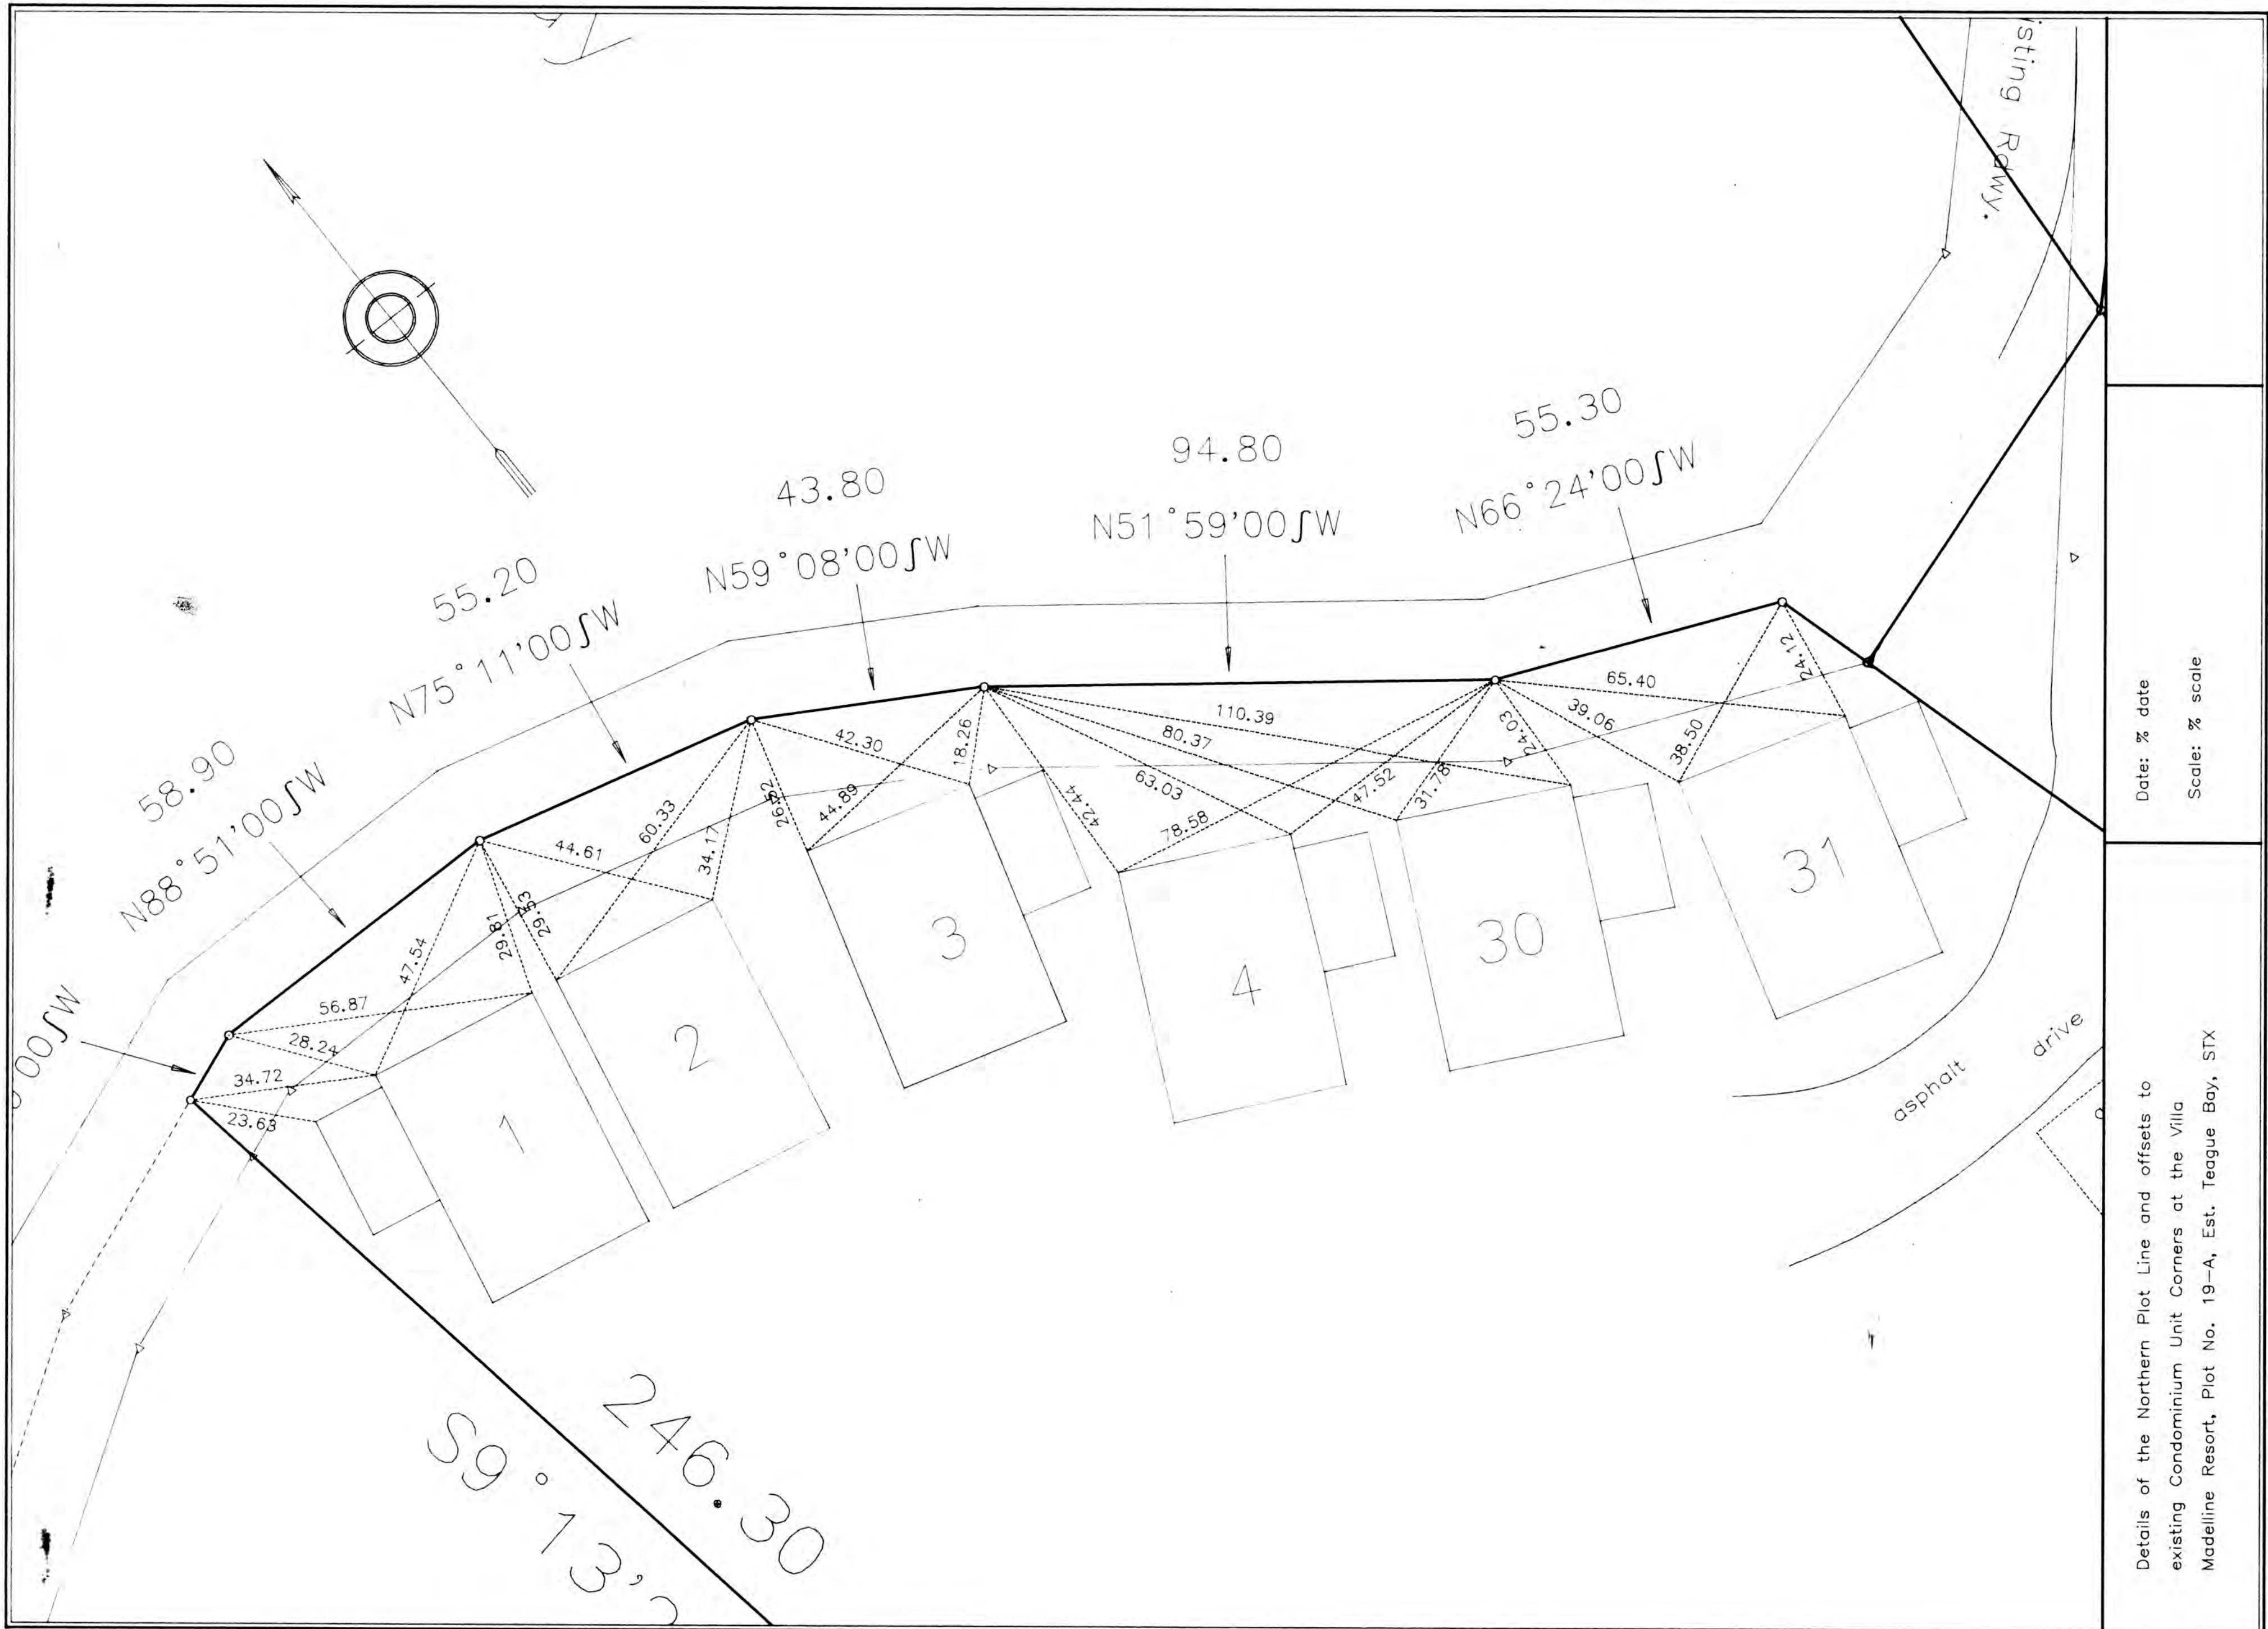 isting Rdwy.
55.30
N66°24'00∫W
94.80
N51°59'00∫W
43.80
N59°08'00∫W
55.20
N75°11'00∫W
58.90
N88°51'00∫W
00∫W
65.40
24.12
39.06
38.50
110.39
80.37
24.03
31.78
63.03
47.52
78.58
42.44
18.26
42.30
44.89
26.52
60.33
34.17
44.61
29.53
29.81
47.54
56.87
28.24
34.72
23.63
1
2
3
4
30
31
asphalt drive
246.30
S9°13'
Date: % date
Scale: % scale
Details of the Northern Plot Line and offsets to
existing Condominium Unit Corners at the Villa
Madelline Resort, Plot No. 19-A, Est. Teague Bay, STX